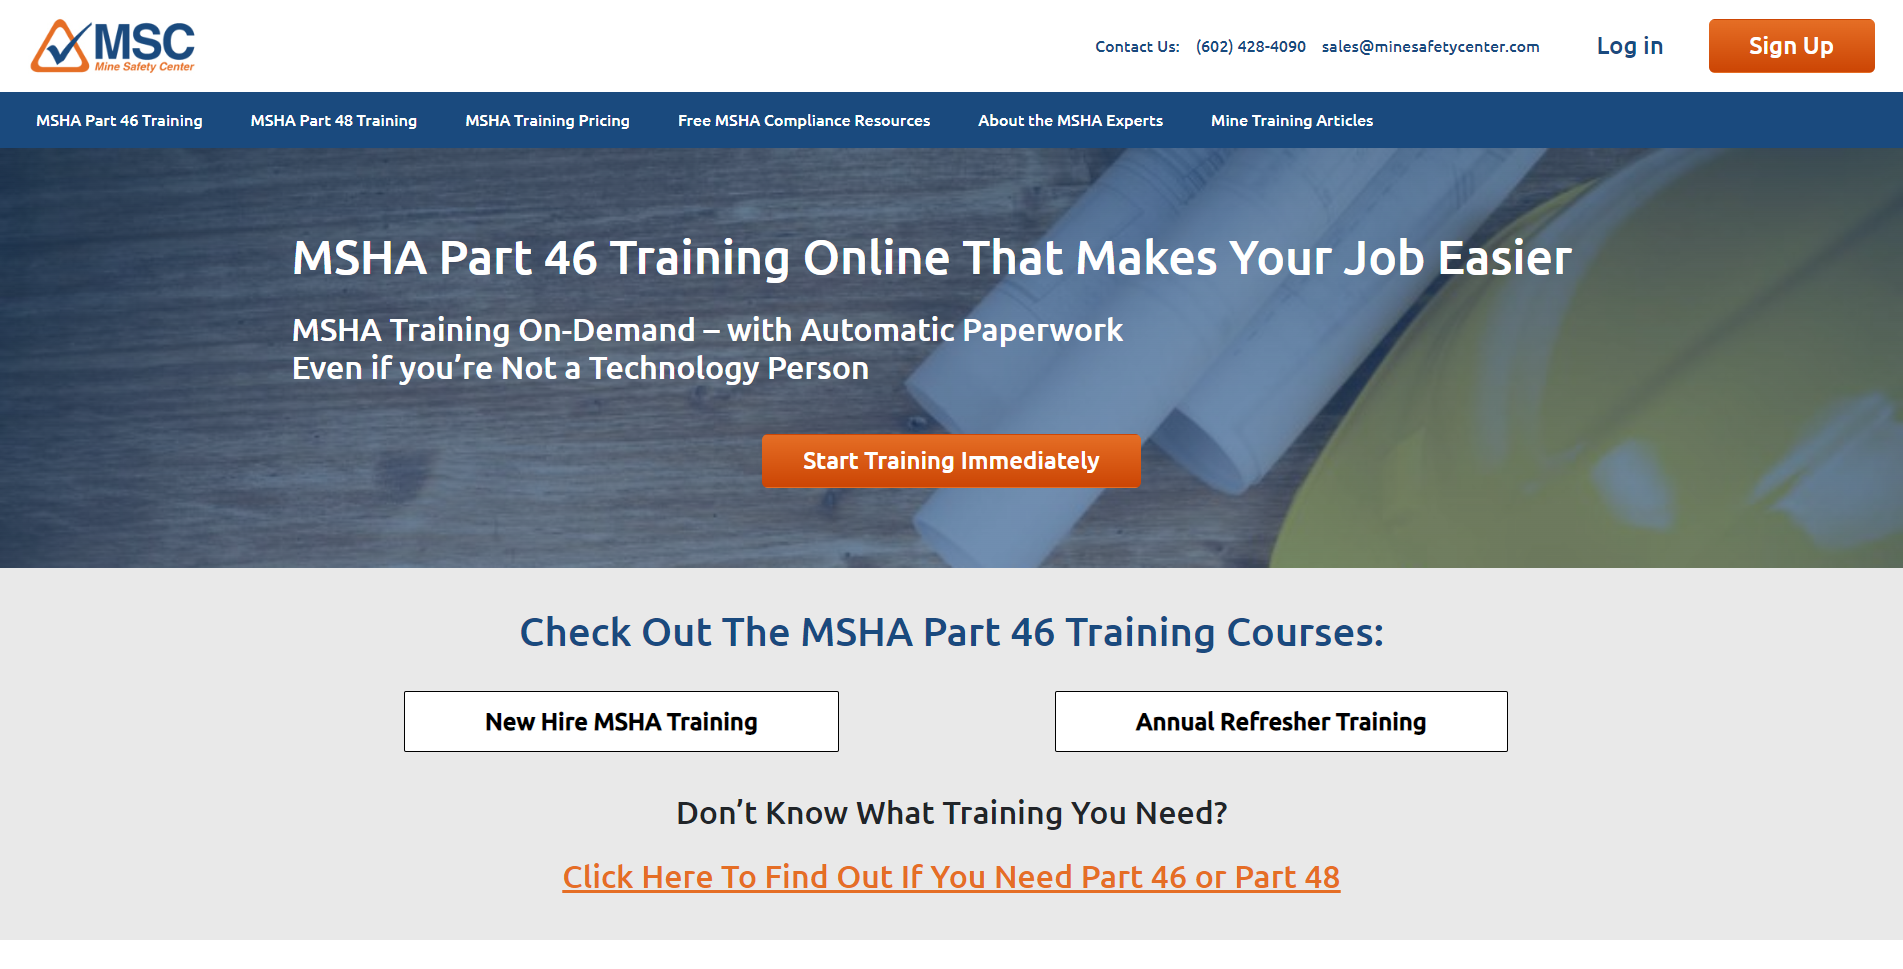 MSC
Mine Safety Center
Contact Us: (602) 428-4090 sales@minesafetycenter.com
Log in
Sign Up
MSHA Part 46 Training
MSHA Part 48 Training
MSHA Training Pricing
Free MSHA Compliance Resources
About the MSHA Experts
Mine Training Articles
MSHA Part 46 Training Online That Makes Your Job Easier
MSHA Training On-Demand – with Automatic Paperwork
Even if you’re Not a Technology Person
Start Training Immediately
Check Out The MSHA Part 46 Training Courses:
New Hire MSHA Training
Annual Refresher Training
Don’t Know What Training You Need?
Click Here To Find Out If You Need Part 46 or Part 48